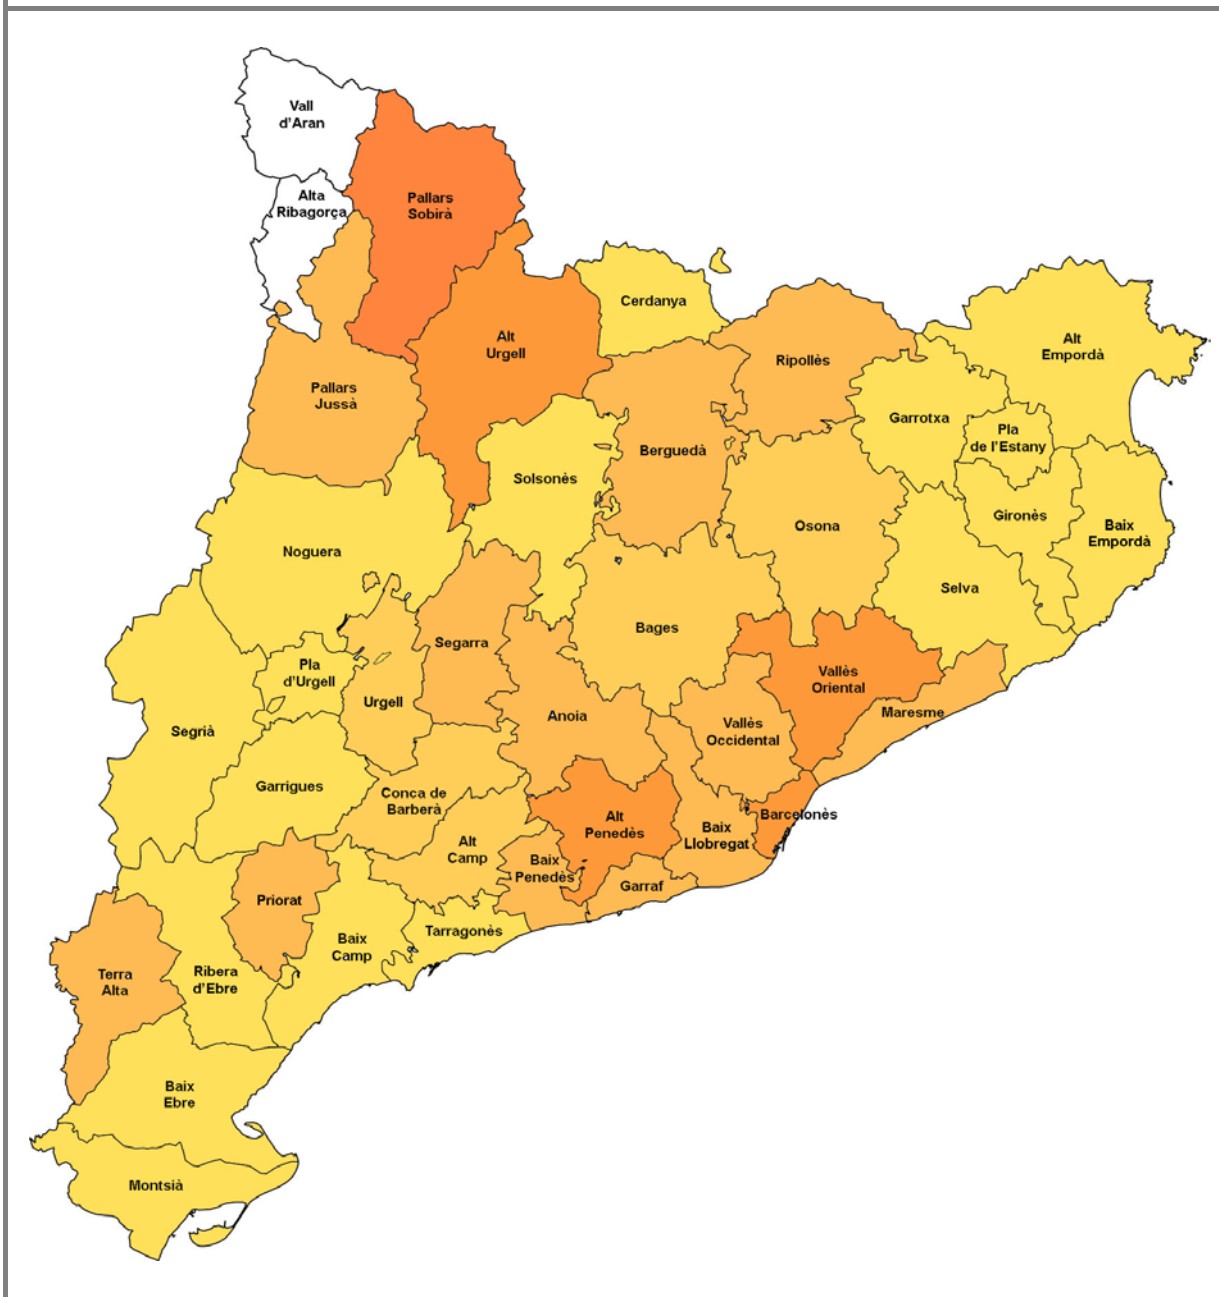 Vall
d'Aran
Alta
Ribagorça
Pallars
Sobirà
Cerdanya
Alt
Urgell
Ripollès
Alt
Empordà
Pallars
Jussà
Garrotxa
Pla
de l'Estany
Berguedà
Solsonès
Gironès
Osona
Baix
Empordà
Noguera
Selva
Bages
Segarra
Pla
d'Urgell
Vallès
Oriental
Urgell
Maresme
Anoia
Vallès
Occidental
Segrià
Garrigues
Conca de
Barberà
Alt
Penedès
Barcelonès
Baix
Llobregat
Alt
Camp
Baix
Penedès
Garraf
Priorat
Tarragonès
Baix
Camp
Terra
Alta
Ribera
d'Ebre
Baix
Ebre
Montsià